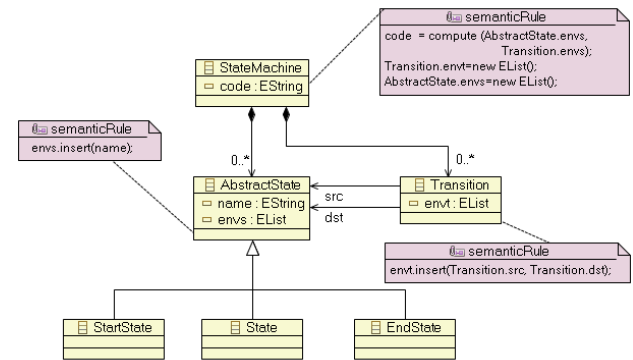 semanticRule
code = compute (AbstractState.envs,
Transition.envs);
Transition.envt=new EList();
AbstractState.envs=new EList();
StateMachine
code : EString
semanticRule
envs.insert(name);
0..*
0..*
AbstractState
name : EString
envs : EList
src
dst
Transition
envt : EList
semanticRule
envt.insert(Transition.src, Transition.dst);
StartState
State
EndState